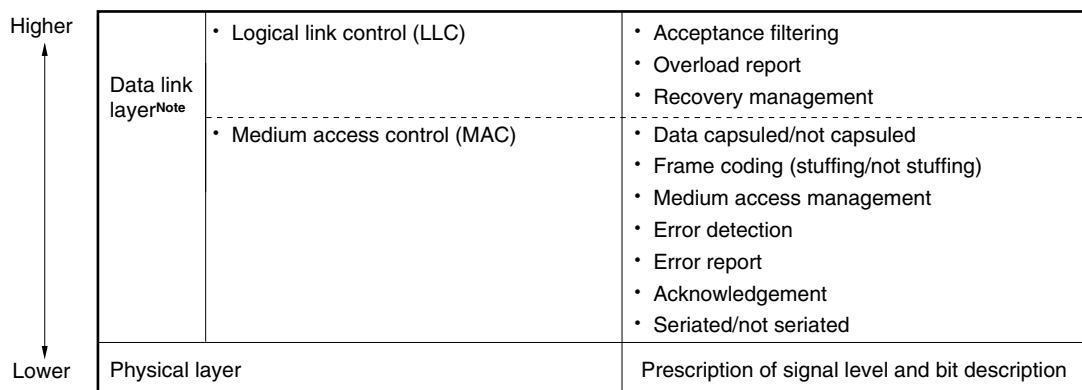 Higher
Data link
layerNote
• Logical link control (LLC)
• Acceptance filtering
• Overload report
• Recovery management
• Medium access control (MAC)
• Data capsuled/not capsuled
• Frame coding (stuffing/not stuffing)
• Medium access management
• Error detection
• Error report
• Acknowledgement
• Seriated/not seriated
Lower
Physical layer
Prescription of signal level and bit description